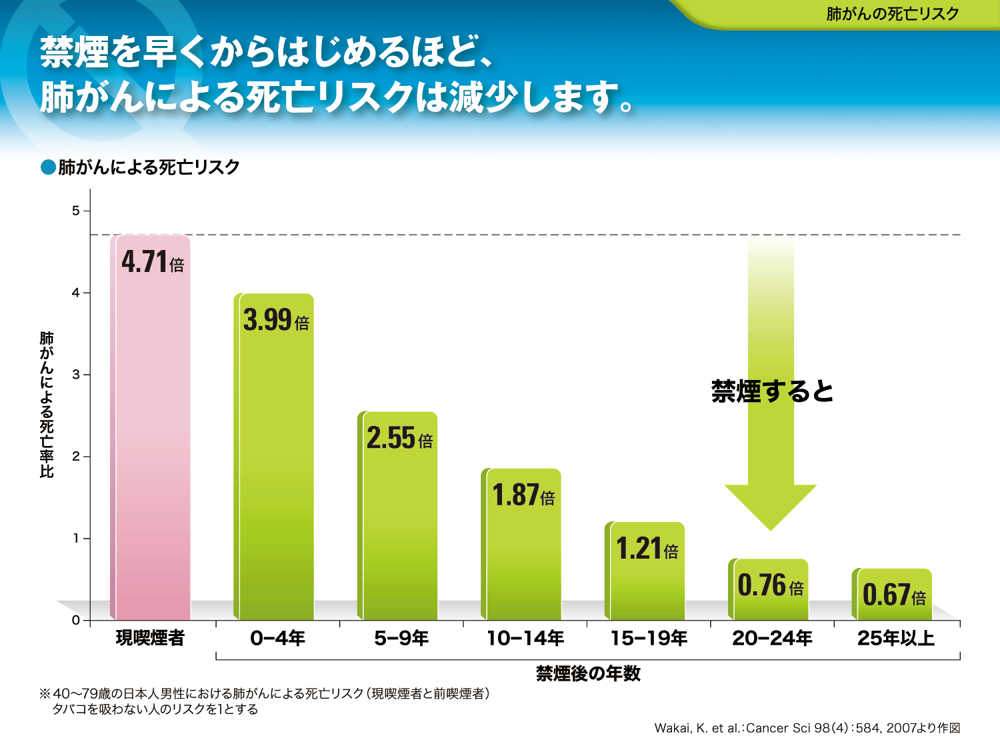 肺がんの死亡リスク
禁煙を早くからはじめるほど、
肺がんによる死亡リスクは減少します。
●肺がんによる死亡リスク
肺がんによる死亡率比
5
4
3
2
1
0
4.71倍
3.99倍
2.55倍
1.87倍
1.21倍
0.76倍
0.67倍
禁煙すると
現喫煙者
0−4年
5−9年
10−14年
15−19年
20−24年
25年以上
禁煙後の年数
※40〜79歳の日本人男性における肺がんによる死亡リスク(現喫煙者と前喫煙者)
タバコを吸わない人のリスクを1とする
Wakai, K. et al.:Cancer Sci 98(4):584, 2007より作図